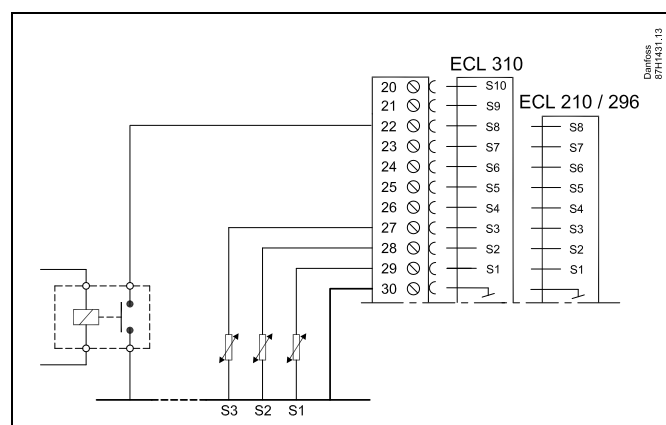 Danfoss
87H1431.13
ECL 310
ECL 210 / 296
20 S10
21 S9
22 S8 S8
23 S7 S7
24 S6 S6
25 S5 S5
26 S4 S4
27 S3 S3
28 S2 S2
29 S1 S1
30
S3 S2 S1